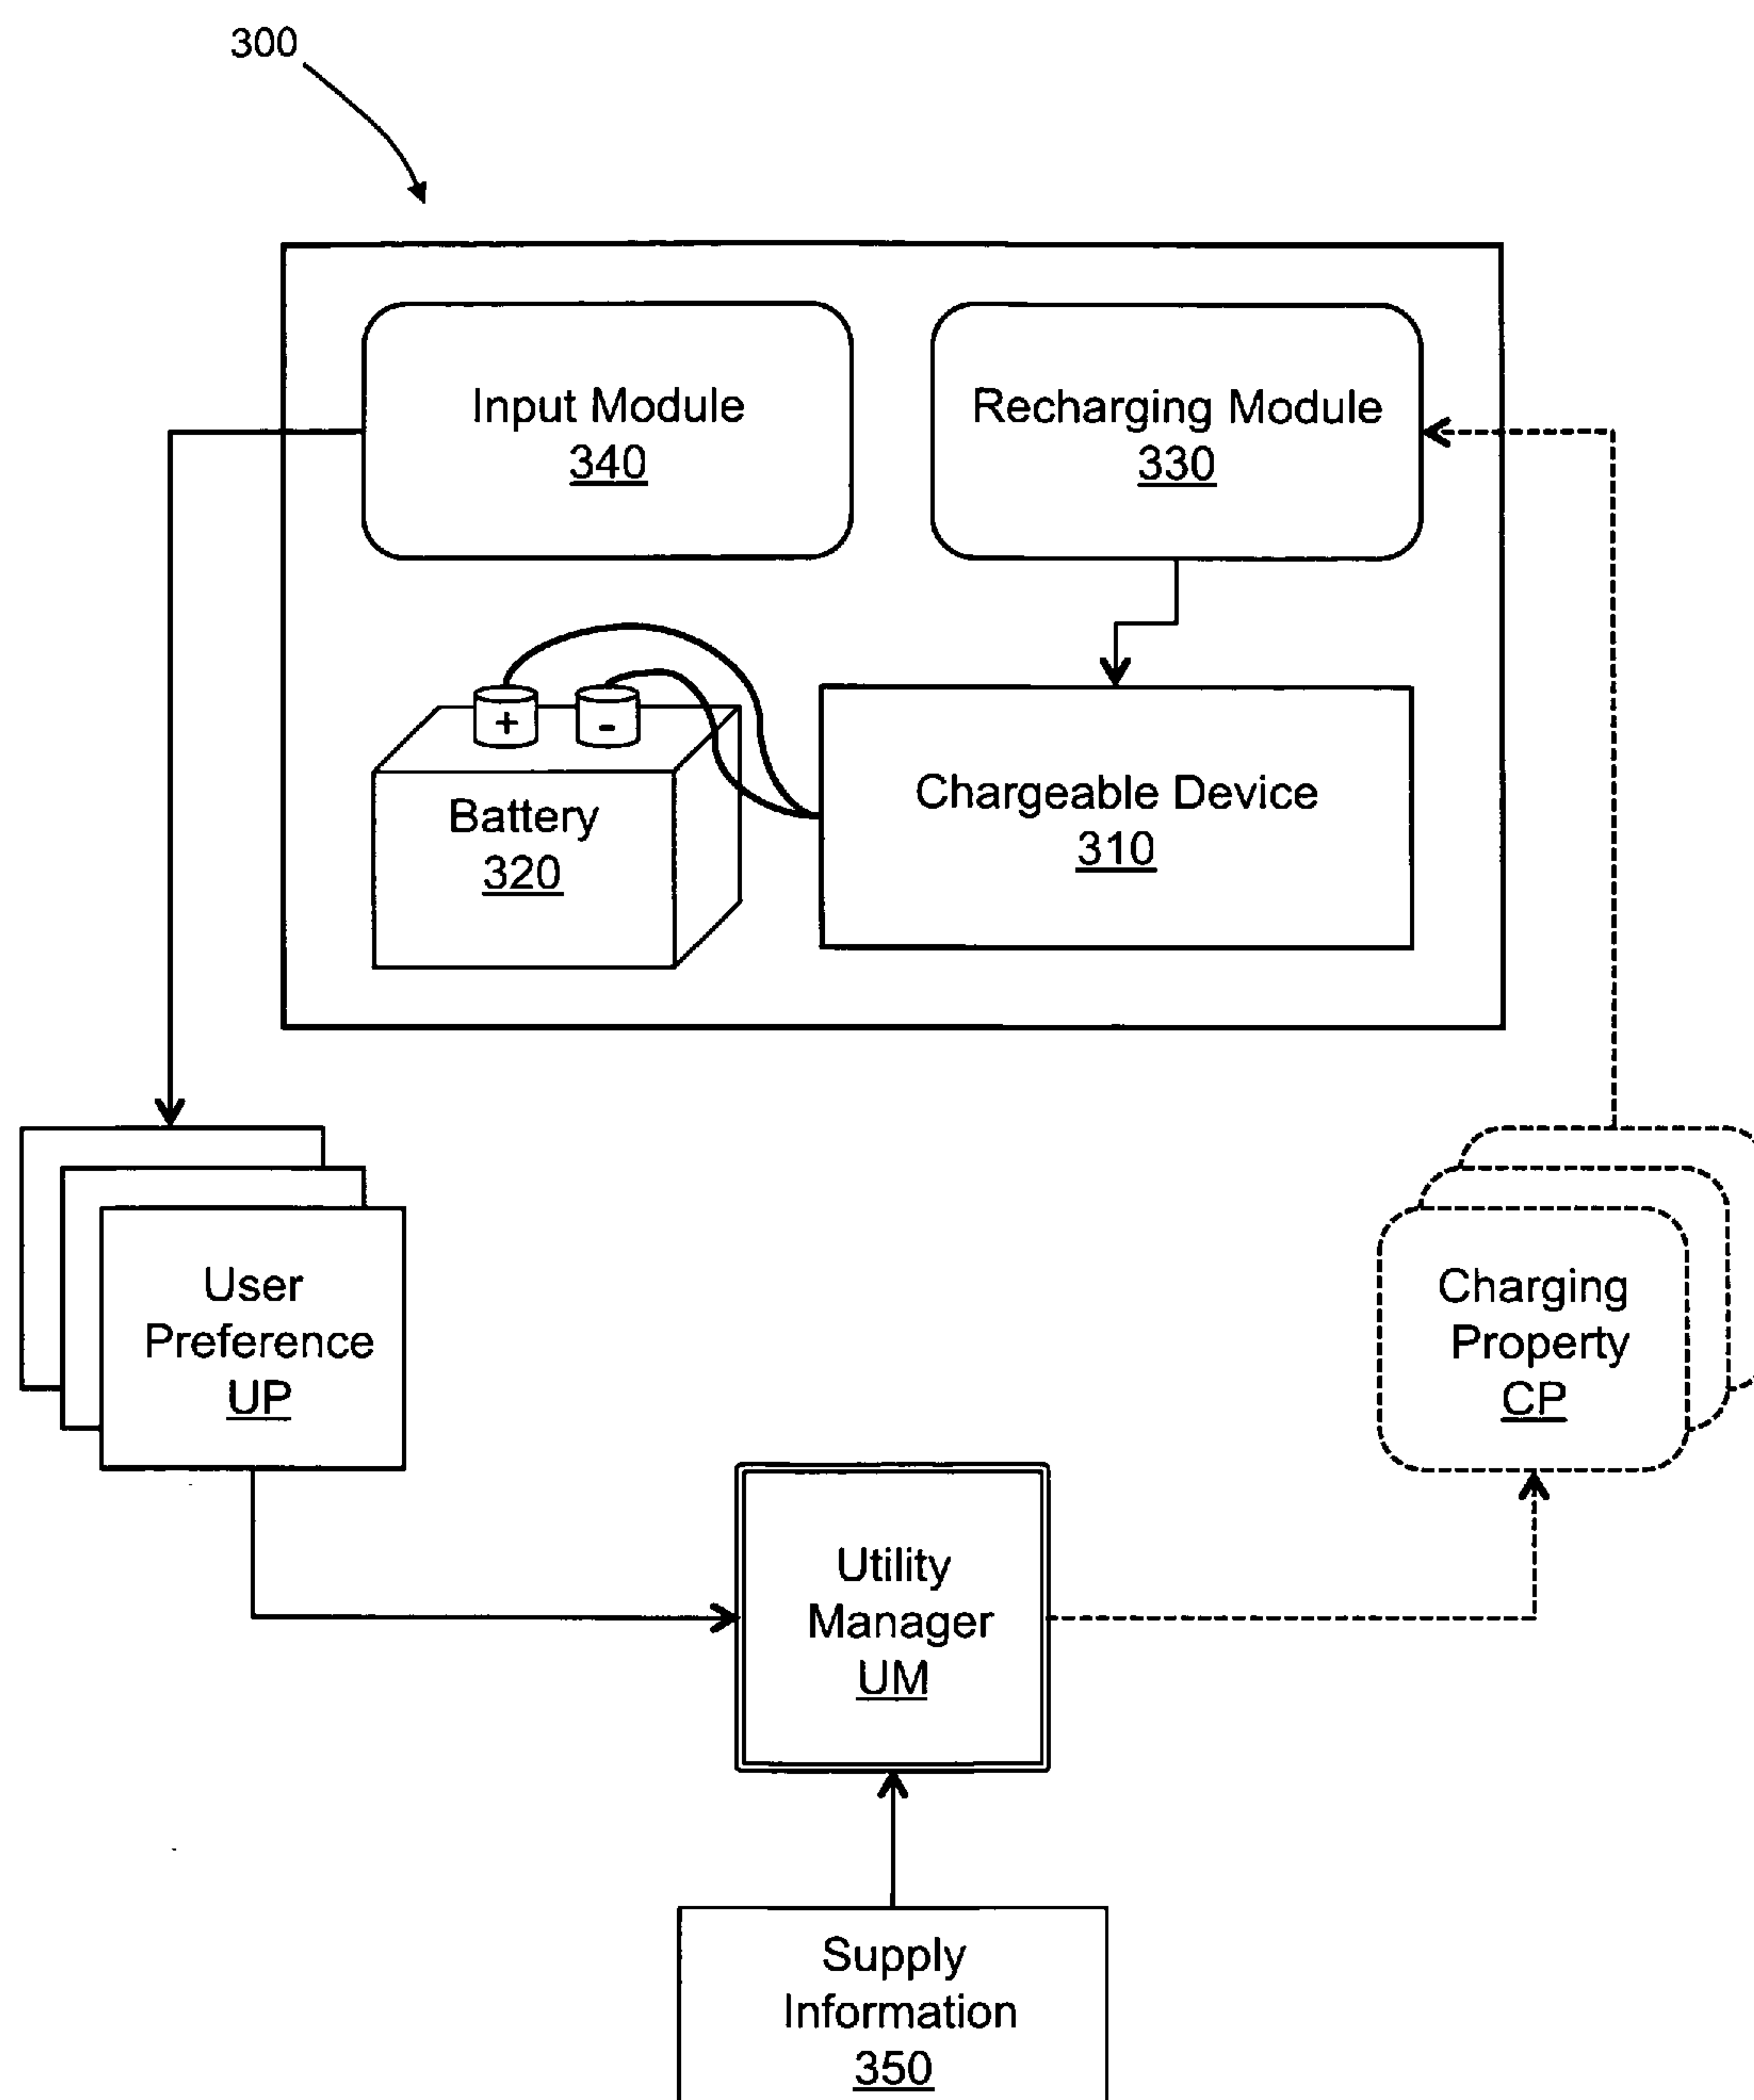 300
Input Module
340
Recharging Module
330
+
-
Battery
320
Chargeable Device
310
User
Preference
UP
Charging
Property
CP
Utility
Manager
UM
Supply
Information
350